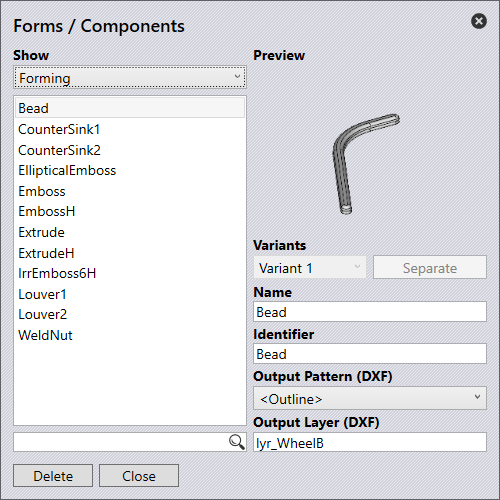 Forms / Components
Show
Forming
Bead
CounterSink1
CounterSink2
EllipticalEmboss
Emboss
EmbossH
Extrude
ExtrudeH
IrrEmboss6H
Louver1
Louver2
WeldNut
Delete
Close
Preview
Variants
Variant 1
Separate
Name
Bead
Identifier
Bead
Output Pattern (DXF)
<Outline>
Output Layer (DXF)
lyr_WheelB